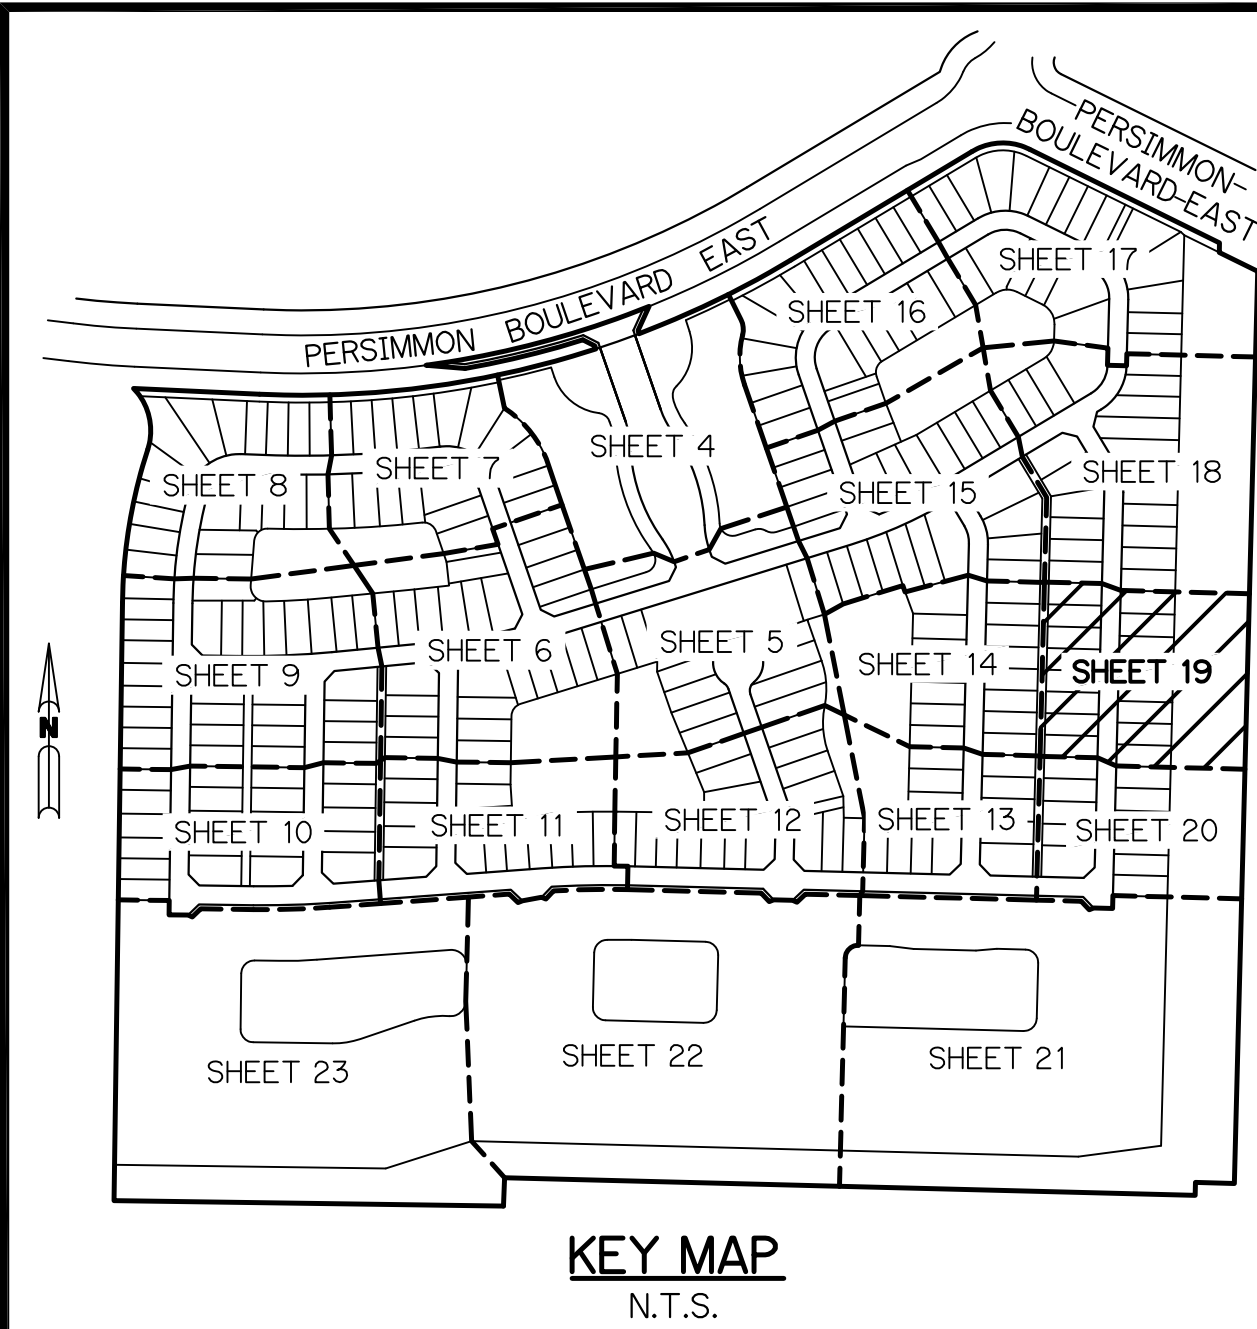 PERSIMMON-
BOULEVARD-EAST
PERSIMMON BOULEVARD EAST
SHEET 17
SHEET 16
SHEET 4
SHEET 7
SHEET 8
SHEET 15
SHEET 18
SHEET 6
SHEET 5
SHEET 14
SHEET 19
SHEET 9
N
SHEET 10
SHEET 11
SHEET 12
SHEET 13
SHEET 20
SHEET 23
SHEET 22
SHEET 21
KEY MAP
N.T.S.